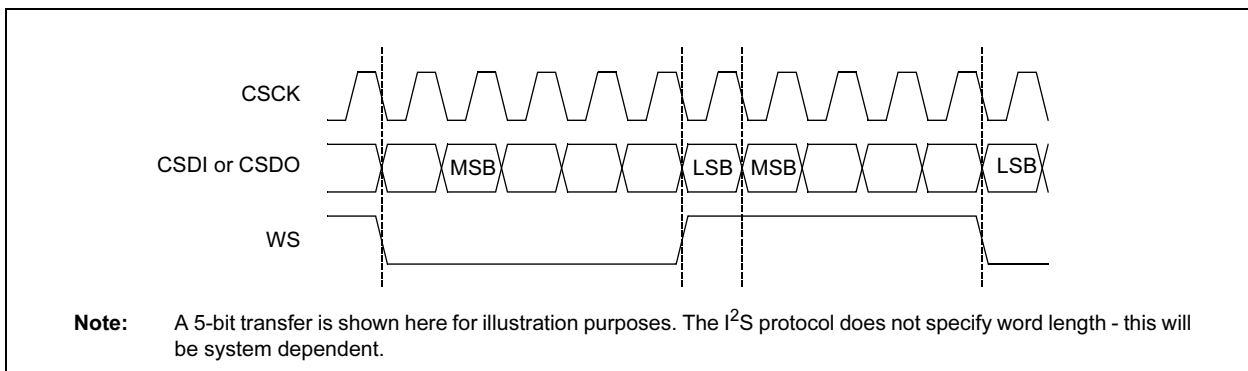 CSCK
CSDI or CSDO
MSB
LSB
MSB
LSB
WS
Note: A 5-bit transfer is shown here for illustration purposes. The I²S protocol does not specify word length - this will
be system dependent.